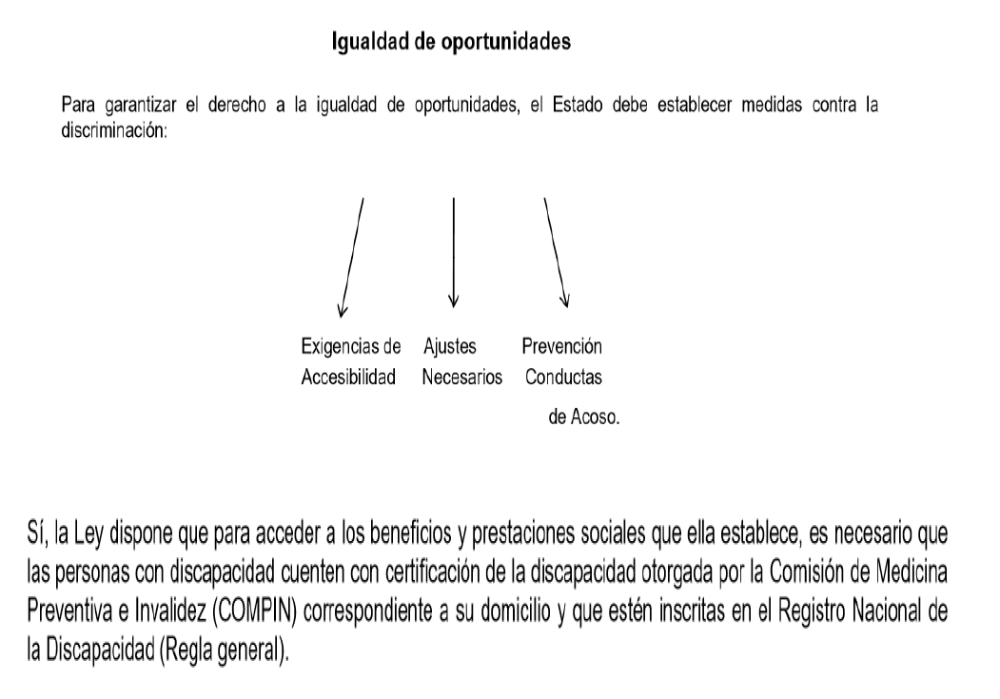 Igualdad de oportunidades
Para garantizar el derecho a la igualdad de oportunidades, el Estado debe establecer medidas contra la
discriminación:
Exigencias de Ajustes Prevención
Accesibilidad Necesarios Conductas
de Acoso.
Sí, la Ley dispone que para acceder a los beneficios y prestaciones sociales que ella establece, es necesario que
las personas con discapacidad cuenten con certificación de la discapacidad otorgada por la Comisión de Medicina
Preventiva e Invalidez (COMPIN) correspondiente a su domicilio y que estén inscritas en el Registro Nacional de
la Discapacidad (Regla general).